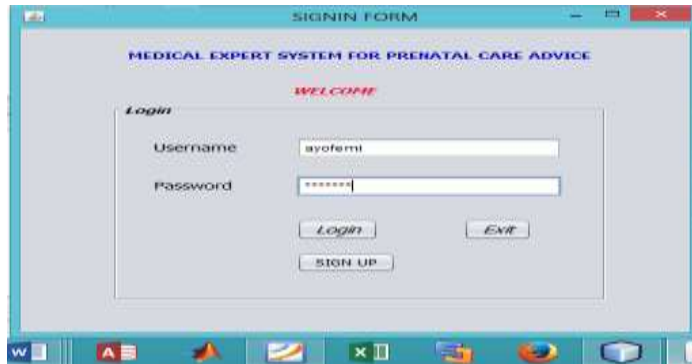 SIGNIN FORM
MEDICAL EXPERT SYSTEM FOR PRENATAL CARE ADVICE
WELCOME
Login
Username ayofemi
Password *******
Login Exit
SIGN UP